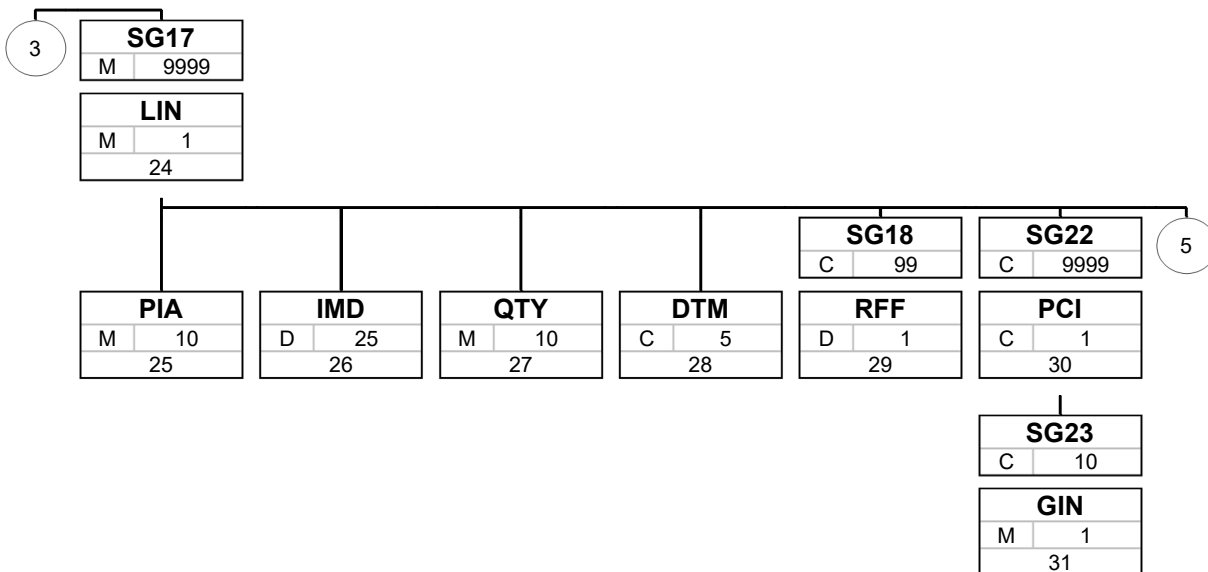 3
SG17
M 9999
LIN
M 1
24
SG18
C 99
SG22
C 9999
5
PIA
M 10
25
IMD
D 25
26
QTY
M 10
27
DTM
C 5
28
RFF
D 1
29
PCI
C 1
30
SG23
C 10
GIN
M 1
31